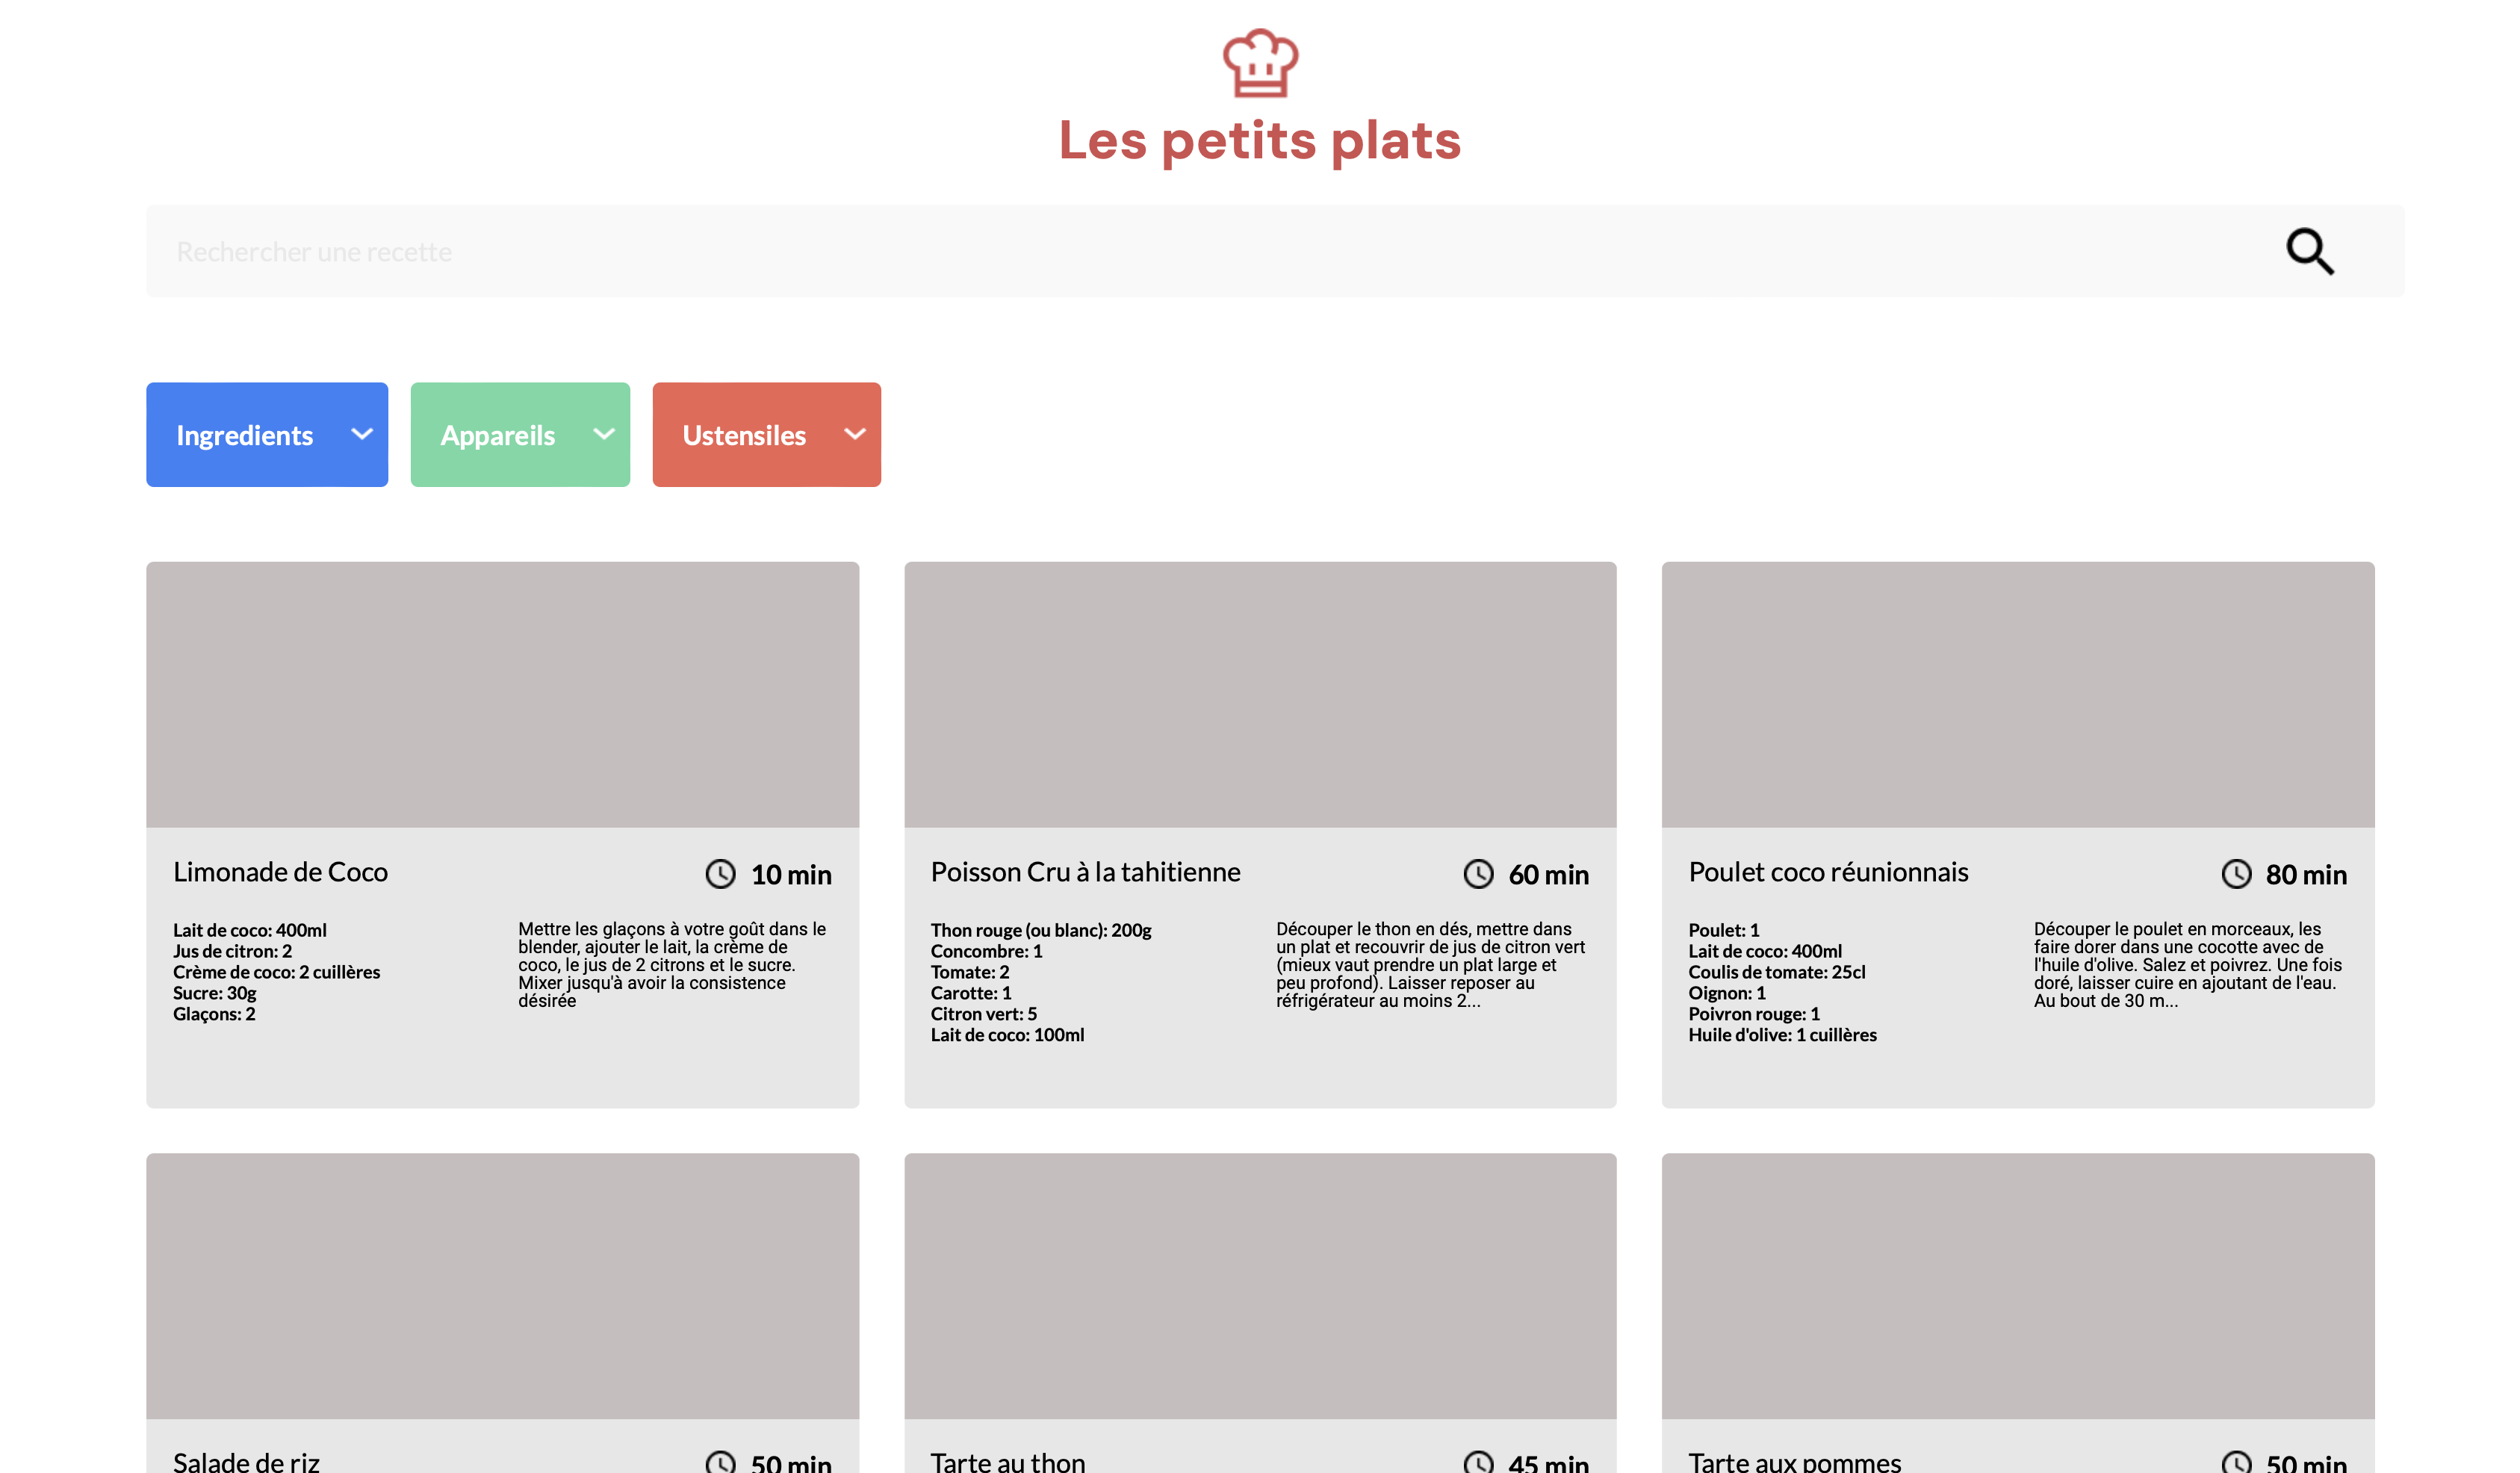 Les petits plats
Rechercher une recette
Ingredients
Appareils
Ustensiles
Limonade de Coco
10 min
Lait de coco: 400ml
Jus de citron: 2
Crème de coco: 2 cuillères
Sucre: 30g
Glaçons: 2
Mettre les glaçons à votre goût dans le
blender, ajouter le lait, la crème de
coco, le jus de 2 citrons et le sucre.
Mixer jusqu'à avoir la consistence
désirée
Poisson Cru à la tahitienne
60 min
Thon rouge (ou blanc): 200g
Concombre: 1
Tomate: 2
Carotte: 1
Citron vert: 5
Lait de coco: 100ml
Découper le thon en dés, mettre dans
un plat et recouvrir de jus de citron vert
(mieux vaut prendre un plat large et
peu profond). Laisser reposer au
réfrigérateur au moins 2...
Poulet coco réunionnais
80 min
Poulet: 1
Lait de coco: 400ml
Coulis de tomate: 25cl
Oignon: 1
Poivron rouge: 1
Huile d'olive: 1 cuillères
Découper le poulet en morceaux, les
faire dorer dans une cocotte avec de
l'huile d'olive. Salez et poivrez. Une fois
doré, laisser cuire en ajoutant de l'eau.
Au bout de 30 m...
Salade de riz
50 min
Tarte au thon
45 min
Tarte aux pommes
50 min